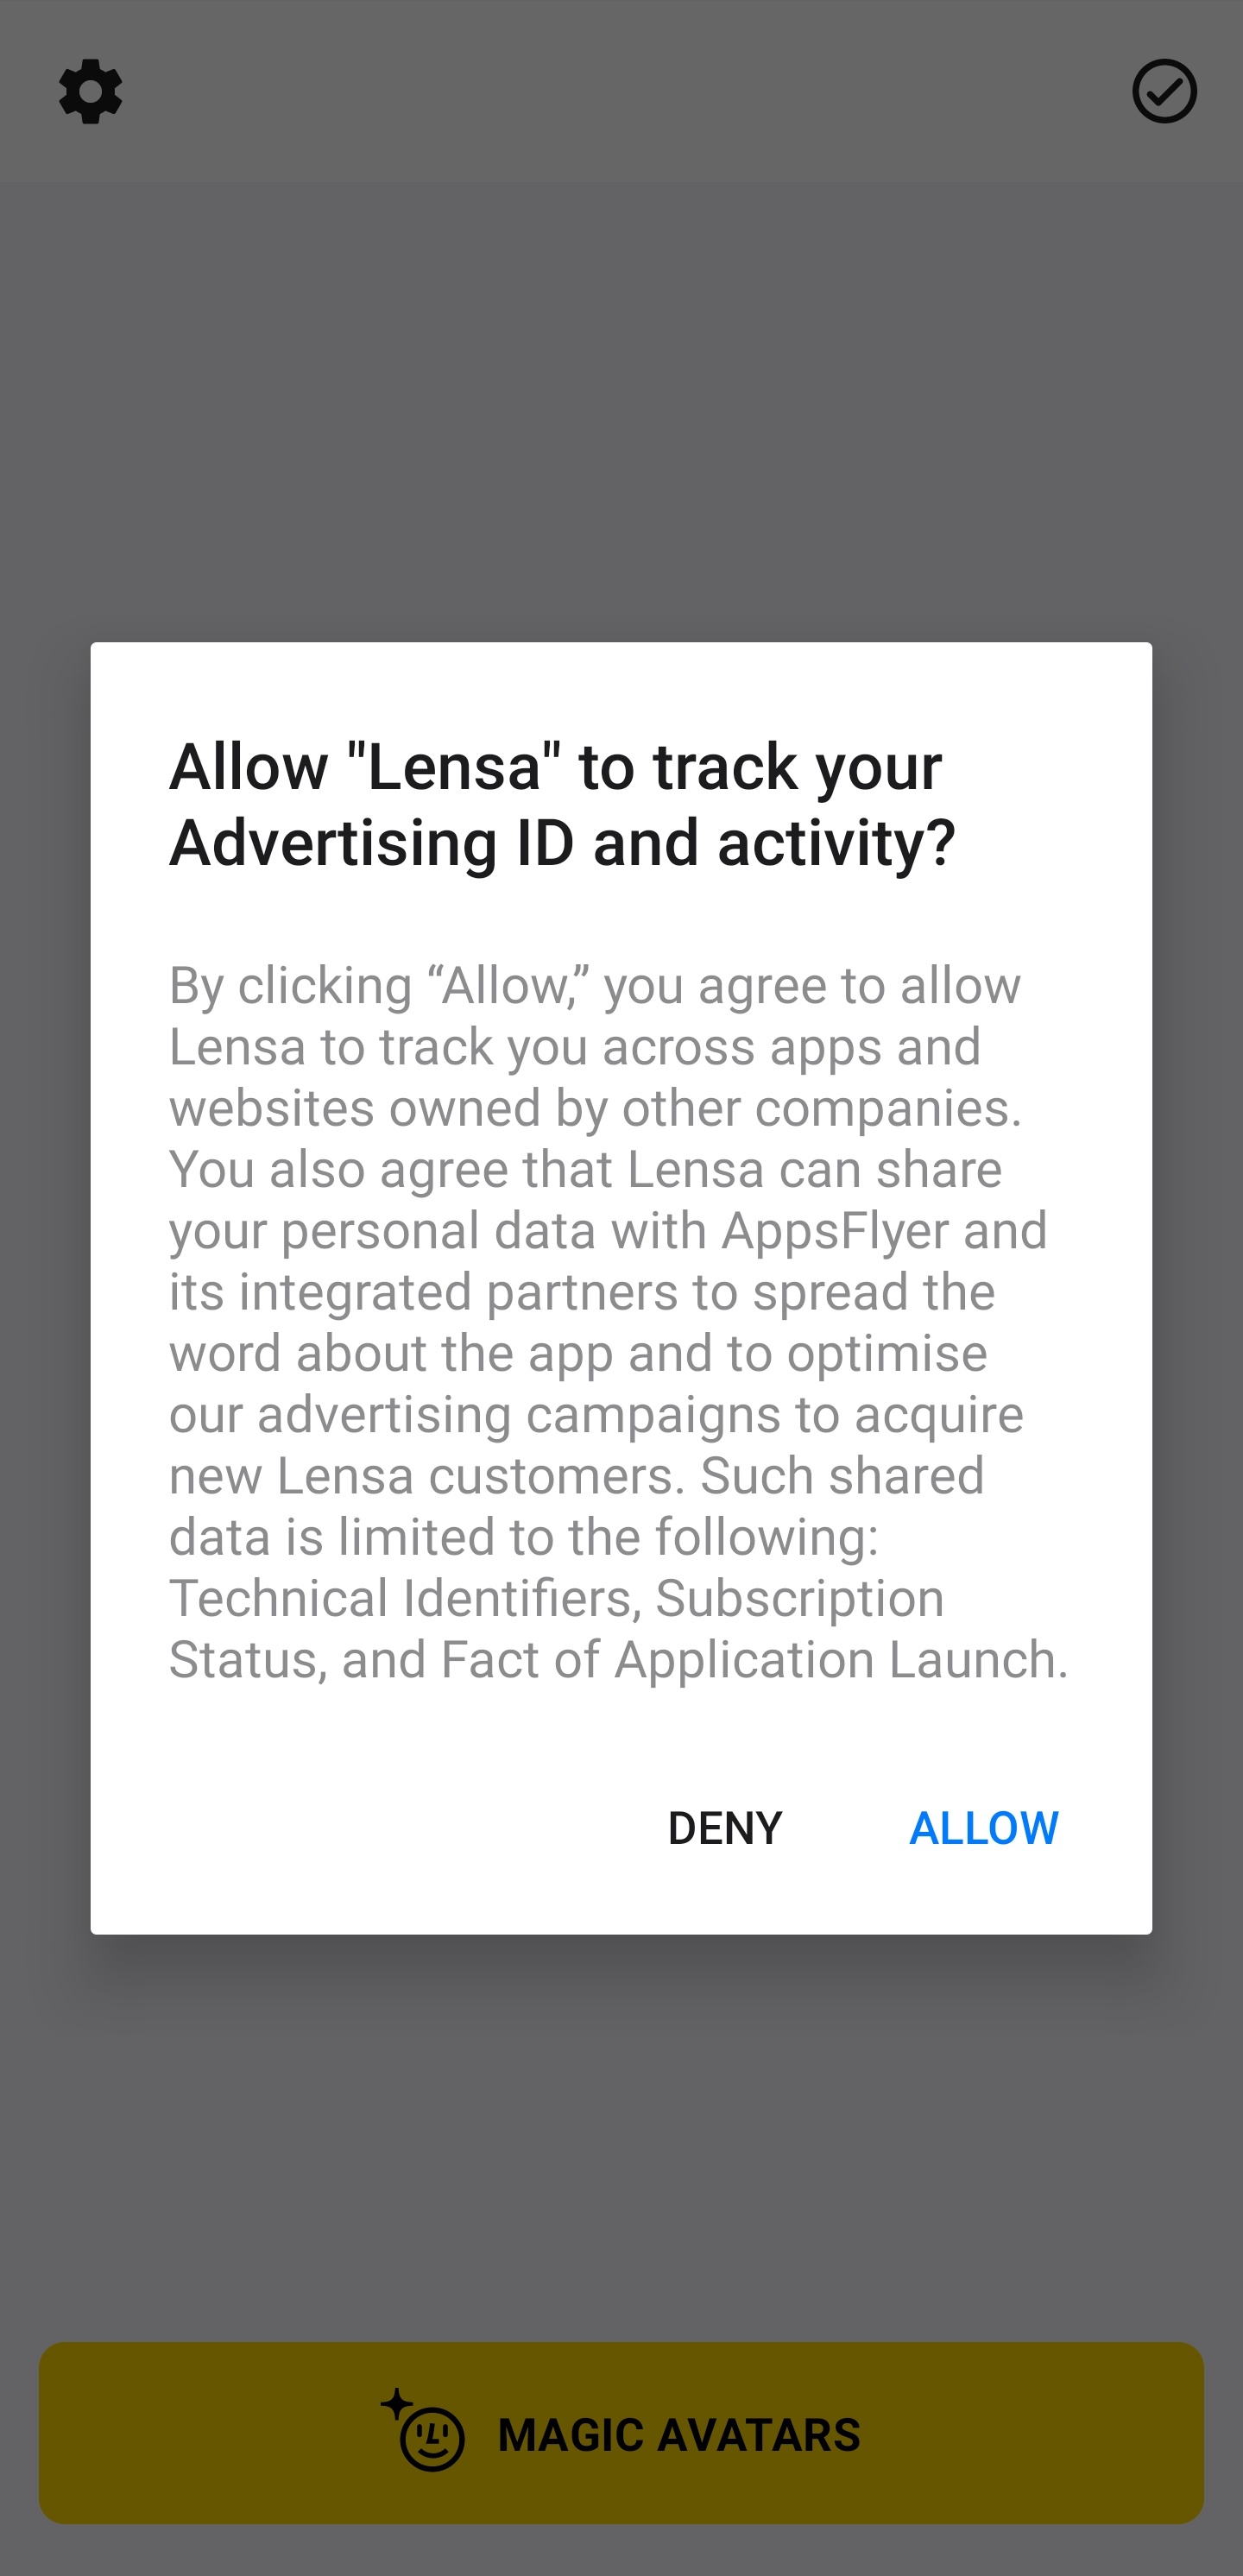 Allow "Lensa" to track your
Advertising ID and activity?
By clicking “Allow,” you agree to allow
Lensa to track you across apps and
websites owned by other companies.
You also agree that Lensa can share
your personal data with AppsFlyer and
its integrated partners to spread the
word about the app and to optimise
our advertising campaigns to acquire
new Lensa customers. Such shared
data is limited to the following:
Technical Identifiers, Subscription
Status, and Fact of Application Launch.
DENY ALLOW
MAGIC AVATARS